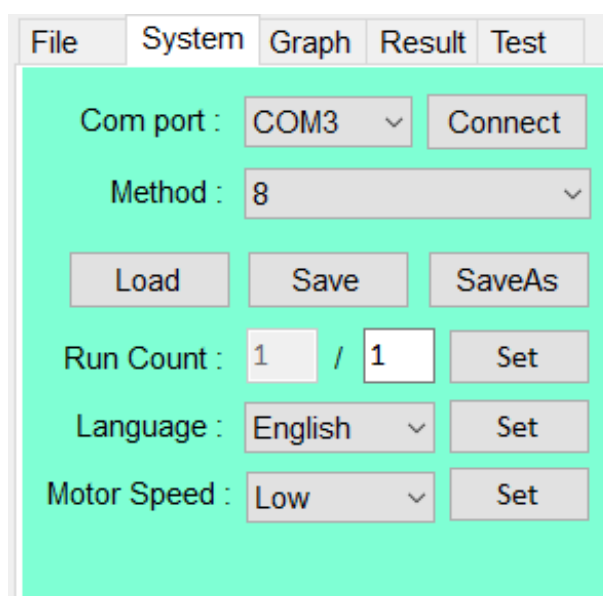 File System Graph Result Test
Com port : COM3 Connect
Method : 8
Load Save SaveAs
Run Count : 1 / 1 Set
Language : English Set
Motor Speed : Low Set